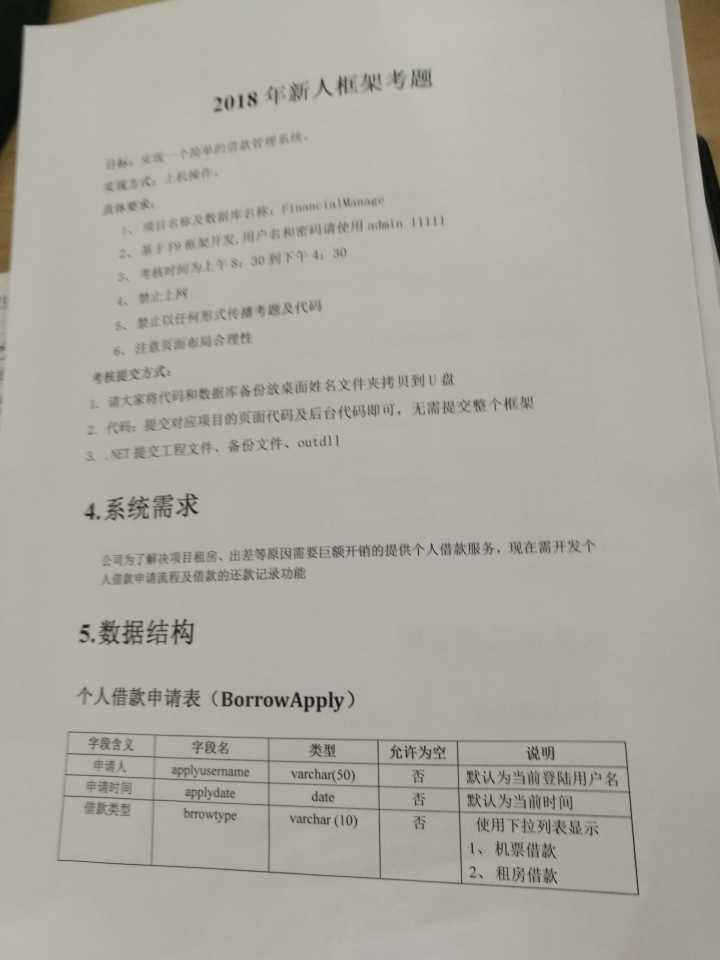 2018 年新人框架考题
目标：实现一个简单的借款管理系统。
实现方式：上机操作。
具体要求：
1、 项目名称及数据库名称：FinancialManage
2、 基于 F9 框架开发,用户名和密码请使用 admin 11111
3、 考核时间为上午 8：30 到下午 4：30
4、 禁止上网
5、 禁止以任何形式传播考题及代码
6、 注意页面布局合理性
考核提交方式：
1. 请大家将代码和数据库备份放桌面姓名文件夹拷贝到 U 盘
2. 代码：提交对应项目的页面代码及后台代码即可，无需提交整个框架
3. .NET 提交工程文件、备份文件、outdll
4.系统需求
公司为了解决项目租房、出差等原因需要巨额开销的提供个人借款服务，现在需开发个
人借款申请流程及借款的还款记录功能
5.数据结构
个人借款申请表（BorrowApply）
字段含义 字段名 类型 允许为空 说明
申请人 applyusername varchar(50) 否 默认为当前登陆用户名
申请时间 applydate date 否 默认为当前时间
借款类型 brrowtype varchar (10) 否 使用下拉列表显示
1、 机票借款
2、 租房借款